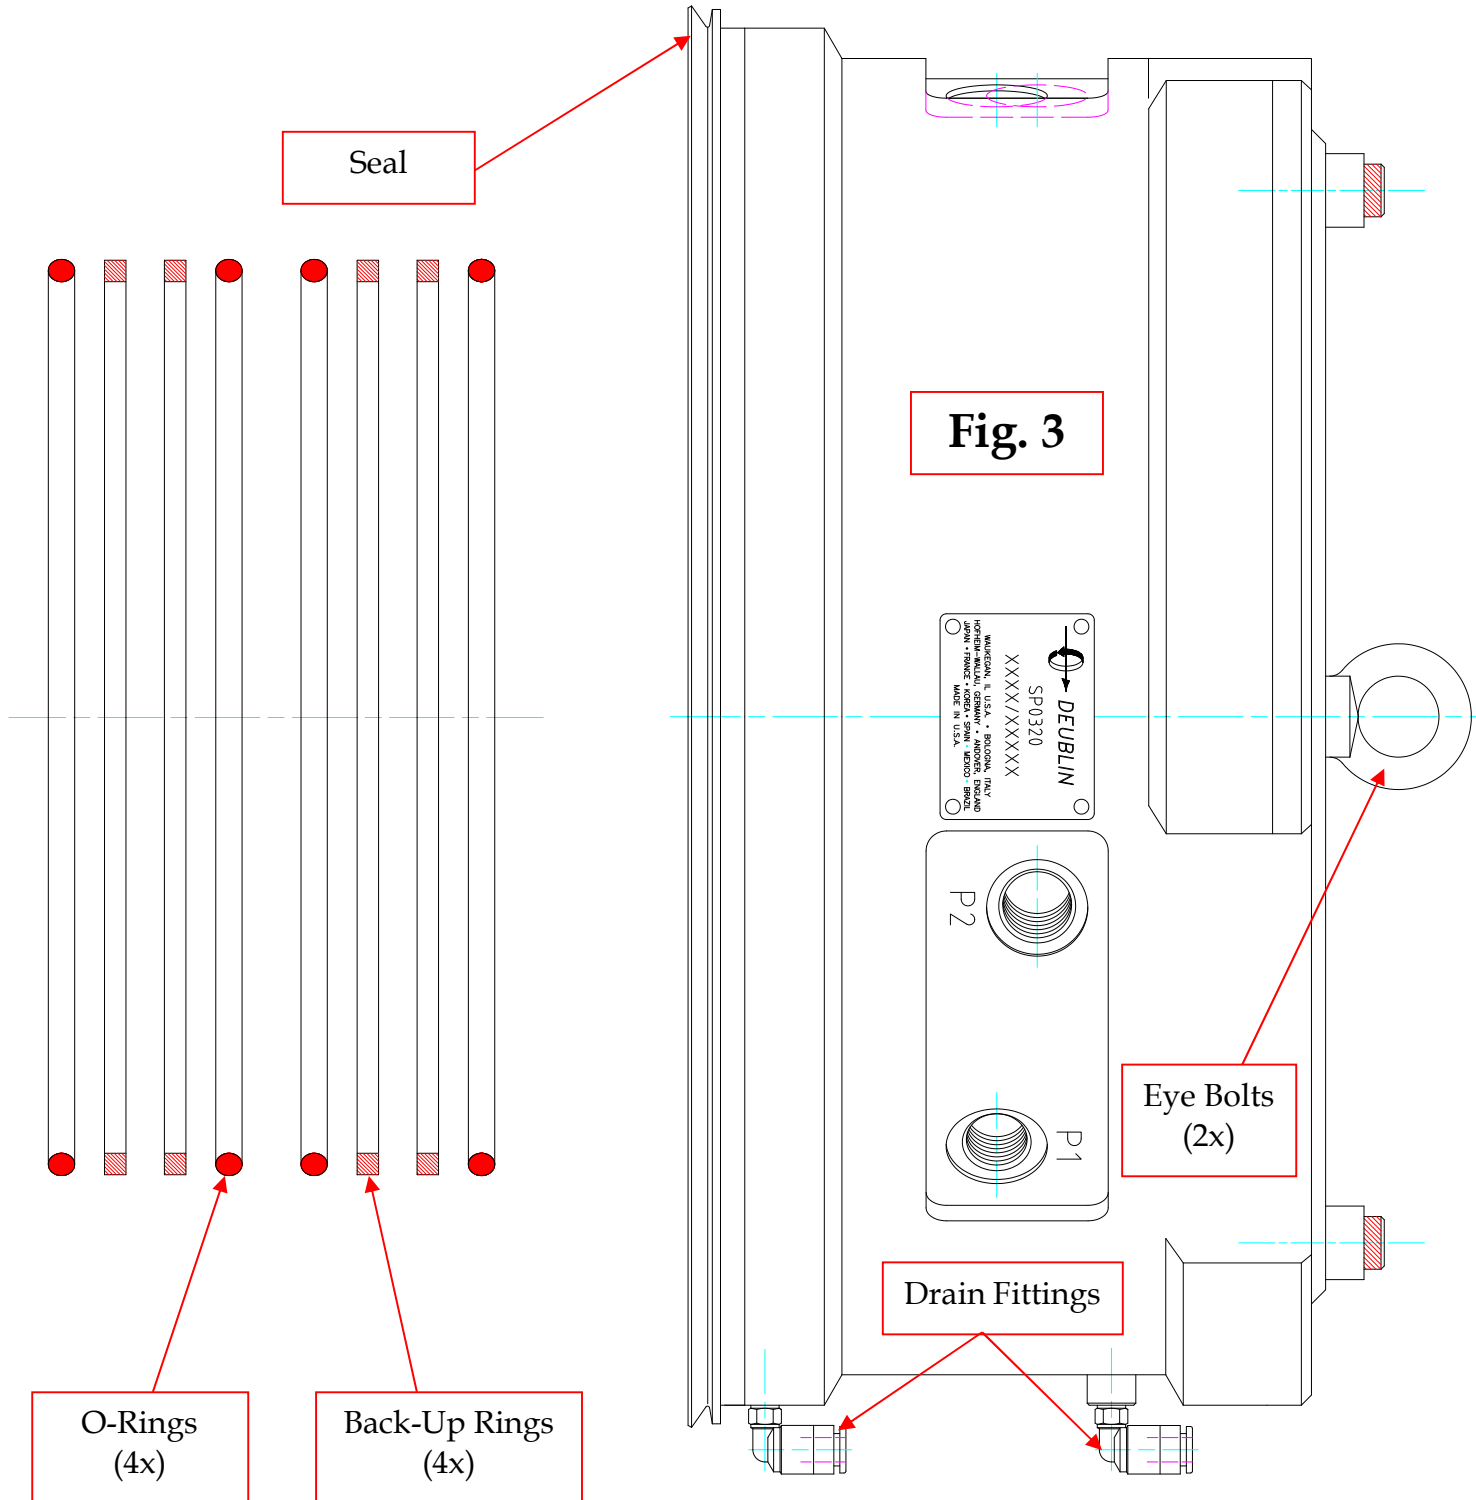 Seal
Fig. 3
DEUBLIN
SP0320
XXXX/XXXXX
WAUKEGAN, IL U.S.A. • BOLOGNA, ITALY
HOFHEIM-WALLAU, GERMANY • ANDOVER, ENGLAND
JAPAN • FRANCE • KOREA • SPAIN • MEXICO • BRAZIL
MADE IN U.S.A.
P2
P1
Eye Bolts
(2x)
Drain Fittings
O-Rings
(4x)
Back-Up Rings
(4x)